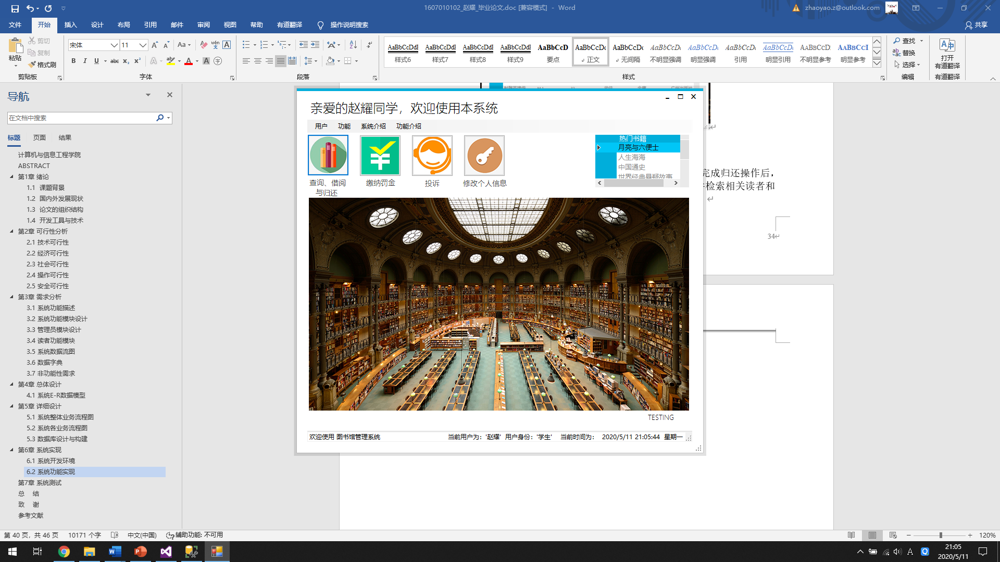 1607010102_赵耀_毕业论文.doc [兼容模式] - Word
zhaoyao.z@outlook.com
文件 开始 插入 设计 布局 引用 邮件 审阅 视图 帮助 有道翻译 操作说明搜索
共享
粘贴
剪切
复制
格式刷
剪贴板
宋体 11
字体
段落
AaBbCcDdE AaBbCcDdE AaBbCcDdE AaBbCcDdE AaBbCcD AaBbCcDc AaBbCcDc AaBbCcDc AaBbCcDc AaBbCcDc AaBbCcDc AaBbCcD AaBbCcI
样式6 样式7 样式8 样式9 要点 正文 无间隔 不明显强调 明显强调 引用 明显引用 不明显参考 明显参考
样式
查找
替换
选择
编辑
打开
有道翻译
有道翻译
导航
在文档中搜索
标题 页面 结果
计算机与信息工程学院
ABSTRACT
第1章 绪论
1.1 课题背景
1.2 国内外发展现状
1.3 论文的组织结构
1.4 开发工具与技术
第2章 可行性分析
2.1 技术可行性
2.2 经济可行性
2.3 社会可行性
2.4 操作可行性
2.5 安全可行性
第3章 需求分析
3.1 系统功能描述
3.2 系统功能模块设计
3.3 管理员模块设计
3.4 读者功能模块
3.5 系统数据流图
3.6 数据字典
3.7 非功能性需求
第4章 总体设计
4.1 系统E-R数据模型
第5章 详细设计
5.1 系统整体业务流程图
5.2 系统各业务流程图
5.3 数据库设计与构建
第6章 系统实现
6.1 系统开发环境
6.2 系统功能实现
第7章 系统测试
总 结
致 谢
参考文献
亲爱的赵耀同学，欢迎使用本系统
用户 功能 系统介绍 功能介绍
查询、借阅
与归还
缴纳罚金
投诉
修改个人信息
热门书籍
月亮与六便士
人生海海
中国通史
世界经典悬疑故事
TESTING
欢迎使用 图书馆管理系统 当前用户为：'赵耀' 用户身份：'学生' 当前时间为： 2020/5/11 21:05:44 星期一
完成归还操作后，
检索相关读者和
34
第 40 页，共 46 页 10171 个字 中文(中国) 辅助功能: 不可用
120%
21:05
2020/5/11